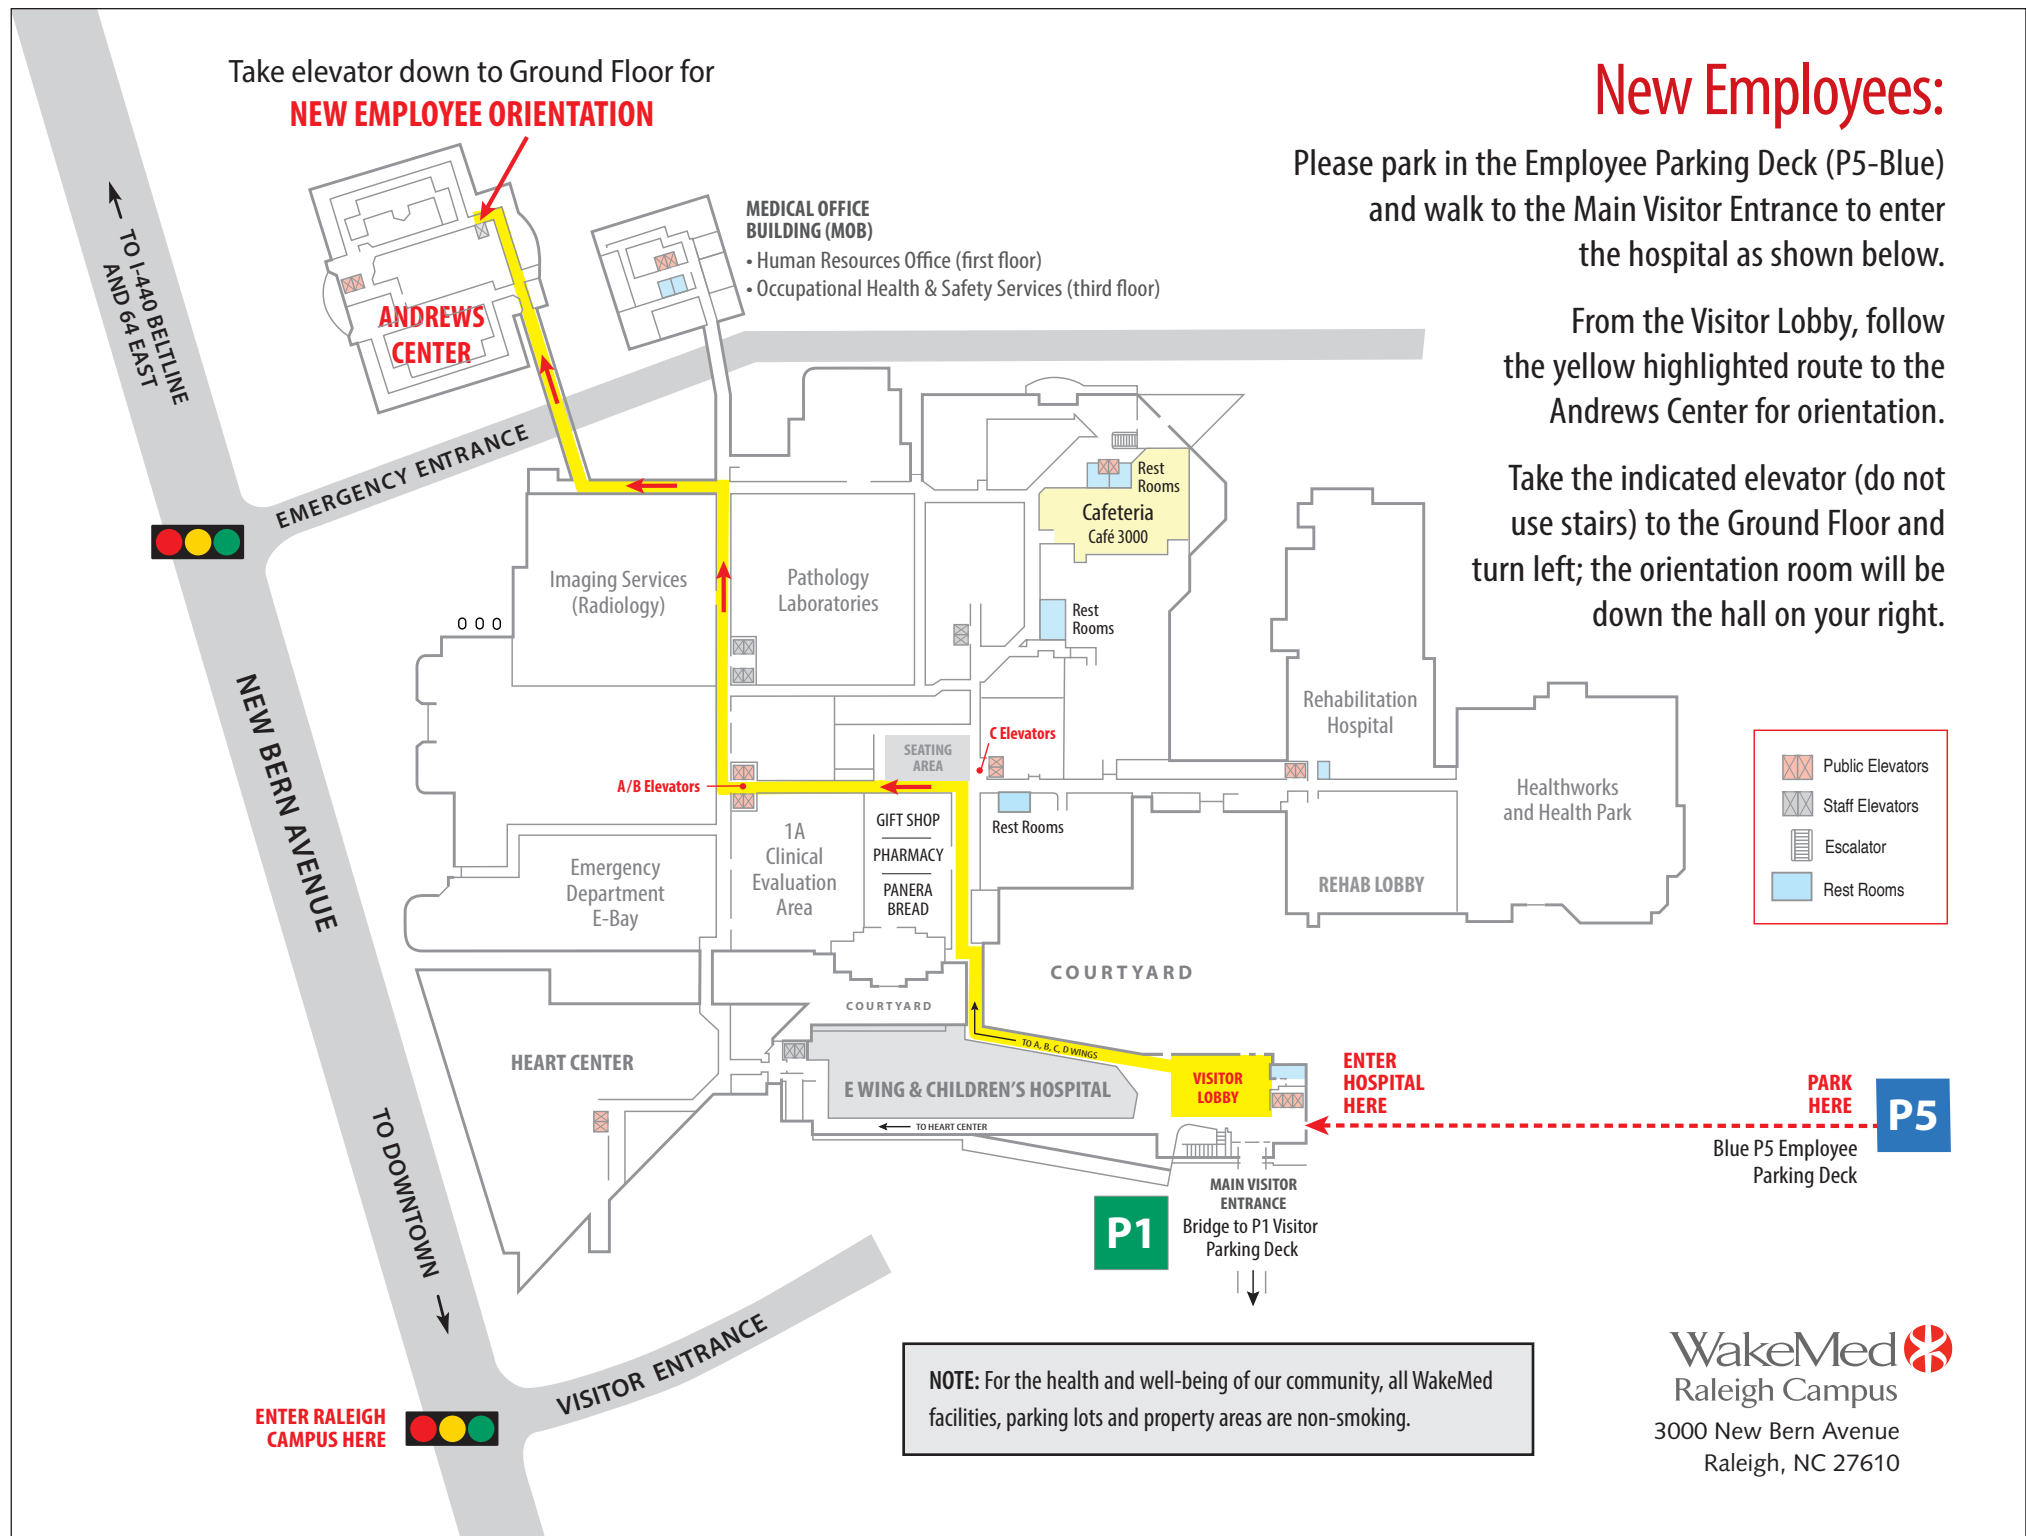 Take elevator down to Ground Floor for
NEW EMPLOYEE ORIENTATION
New Employees:
Please park in the Employee Parking Deck (P5-Blue)
and walk to the Main Visitor Entrance to enter
the hospital as shown below.
From the Visitor Lobby, follow
the yellow highlighted route to the
Andrews Center for orientation.
Take the indicated elevator (do not
use stairs) to the Ground Floor and
turn left; the orientation room will be
down the hall on your right.
MEDICAL OFFICE
BUILDING (MOB)
• Human Resources Office (first floor)
• Occupational Health & Safety Services (third floor)
TO I-440 BELTLINE
AND 64 EAST
ANDREWS
CENTER
EMERGENCY ENTRANCE
Rest
Rooms
Cafeteria
Café 3000
Imaging Services
(Radiology)
Pathology
Laboratories
Rest
Rooms
NEW BERN AVENUE
Rehabilitation
Hospital
C Elevators
SEATING
AREA
A/B Elevators
Public Elevators
Staff Elevators
Escalator
Rest Rooms
Healthworks
and Health Park
GIFT SHOP
PHARMACY
PANERA
BREAD
Rest Rooms
1A
Clinical
Evaluation
Area
Emergency
Department
E-Bay
REHAB LOBBY
COURTYARD
COURTYARD
HEART CENTER
TO A, B, C, D WINGS
E WING & CHILDREN'S HOSPITAL
VISITOR
LOBBY
ENTER
HOSPITAL
HERE
PARK
HERE
P5
TO HEART CENTER
Blue P5 Employee
Parking Deck
TO DOWNTOWN
MAIN VISITOR
ENTRANCE
P1
Bridge to P1 Visitor
Parking Deck
VISITOR ENTRANCE
ENTER RALEIGH
CAMPUS HERE
NOTE: For the health and well-being of our community, all WakeMed
facilities, parking lots and property areas are non-smoking.
WakeMed
Raleigh Campus
3000 New Bern Avenue
Raleigh, NC 27610